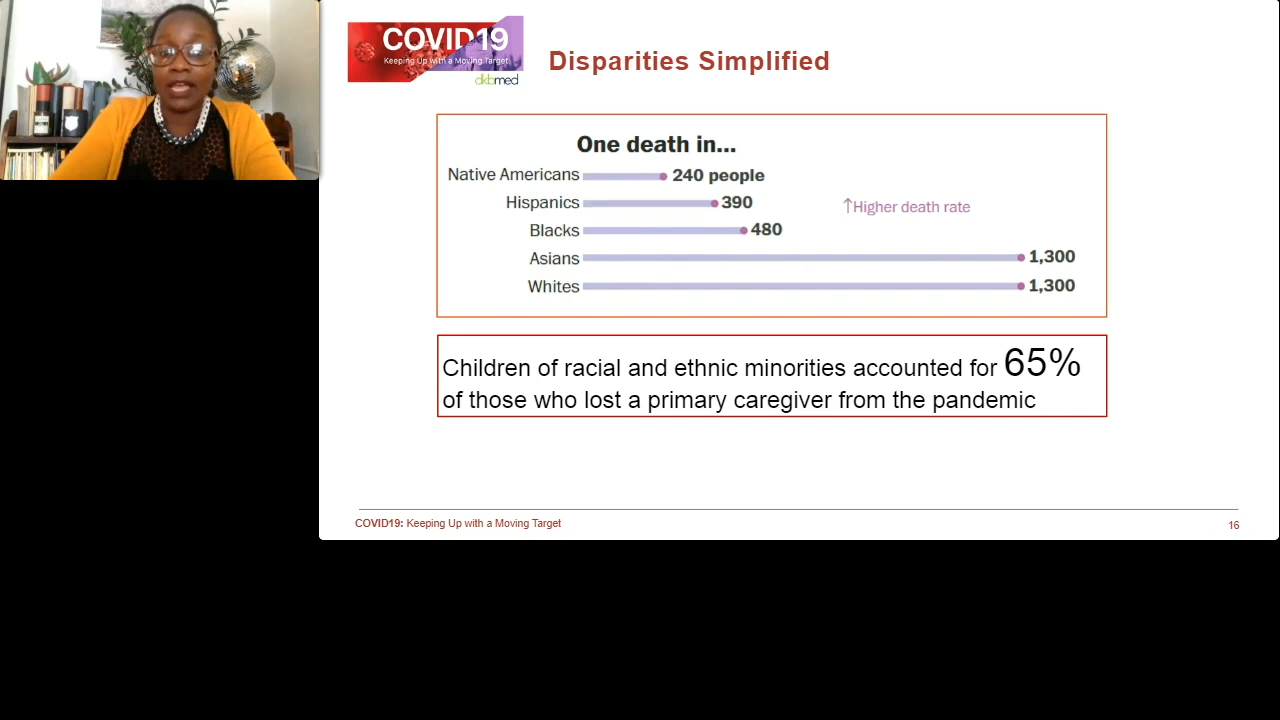 COVID19
Keeping Up with a Moving Target
dkbmed
Disparities Simplified
One death in...
Native Americans 240 people
Hispanics 390
↑Higher death rate
Blacks 480
Asians 1,300
Whites 1,300
Children of racial and ethnic minorities accounted for 65%
of those who lost a primary caregiver from the pandemic
COVID19: Keeping Up with a Moving Target
16